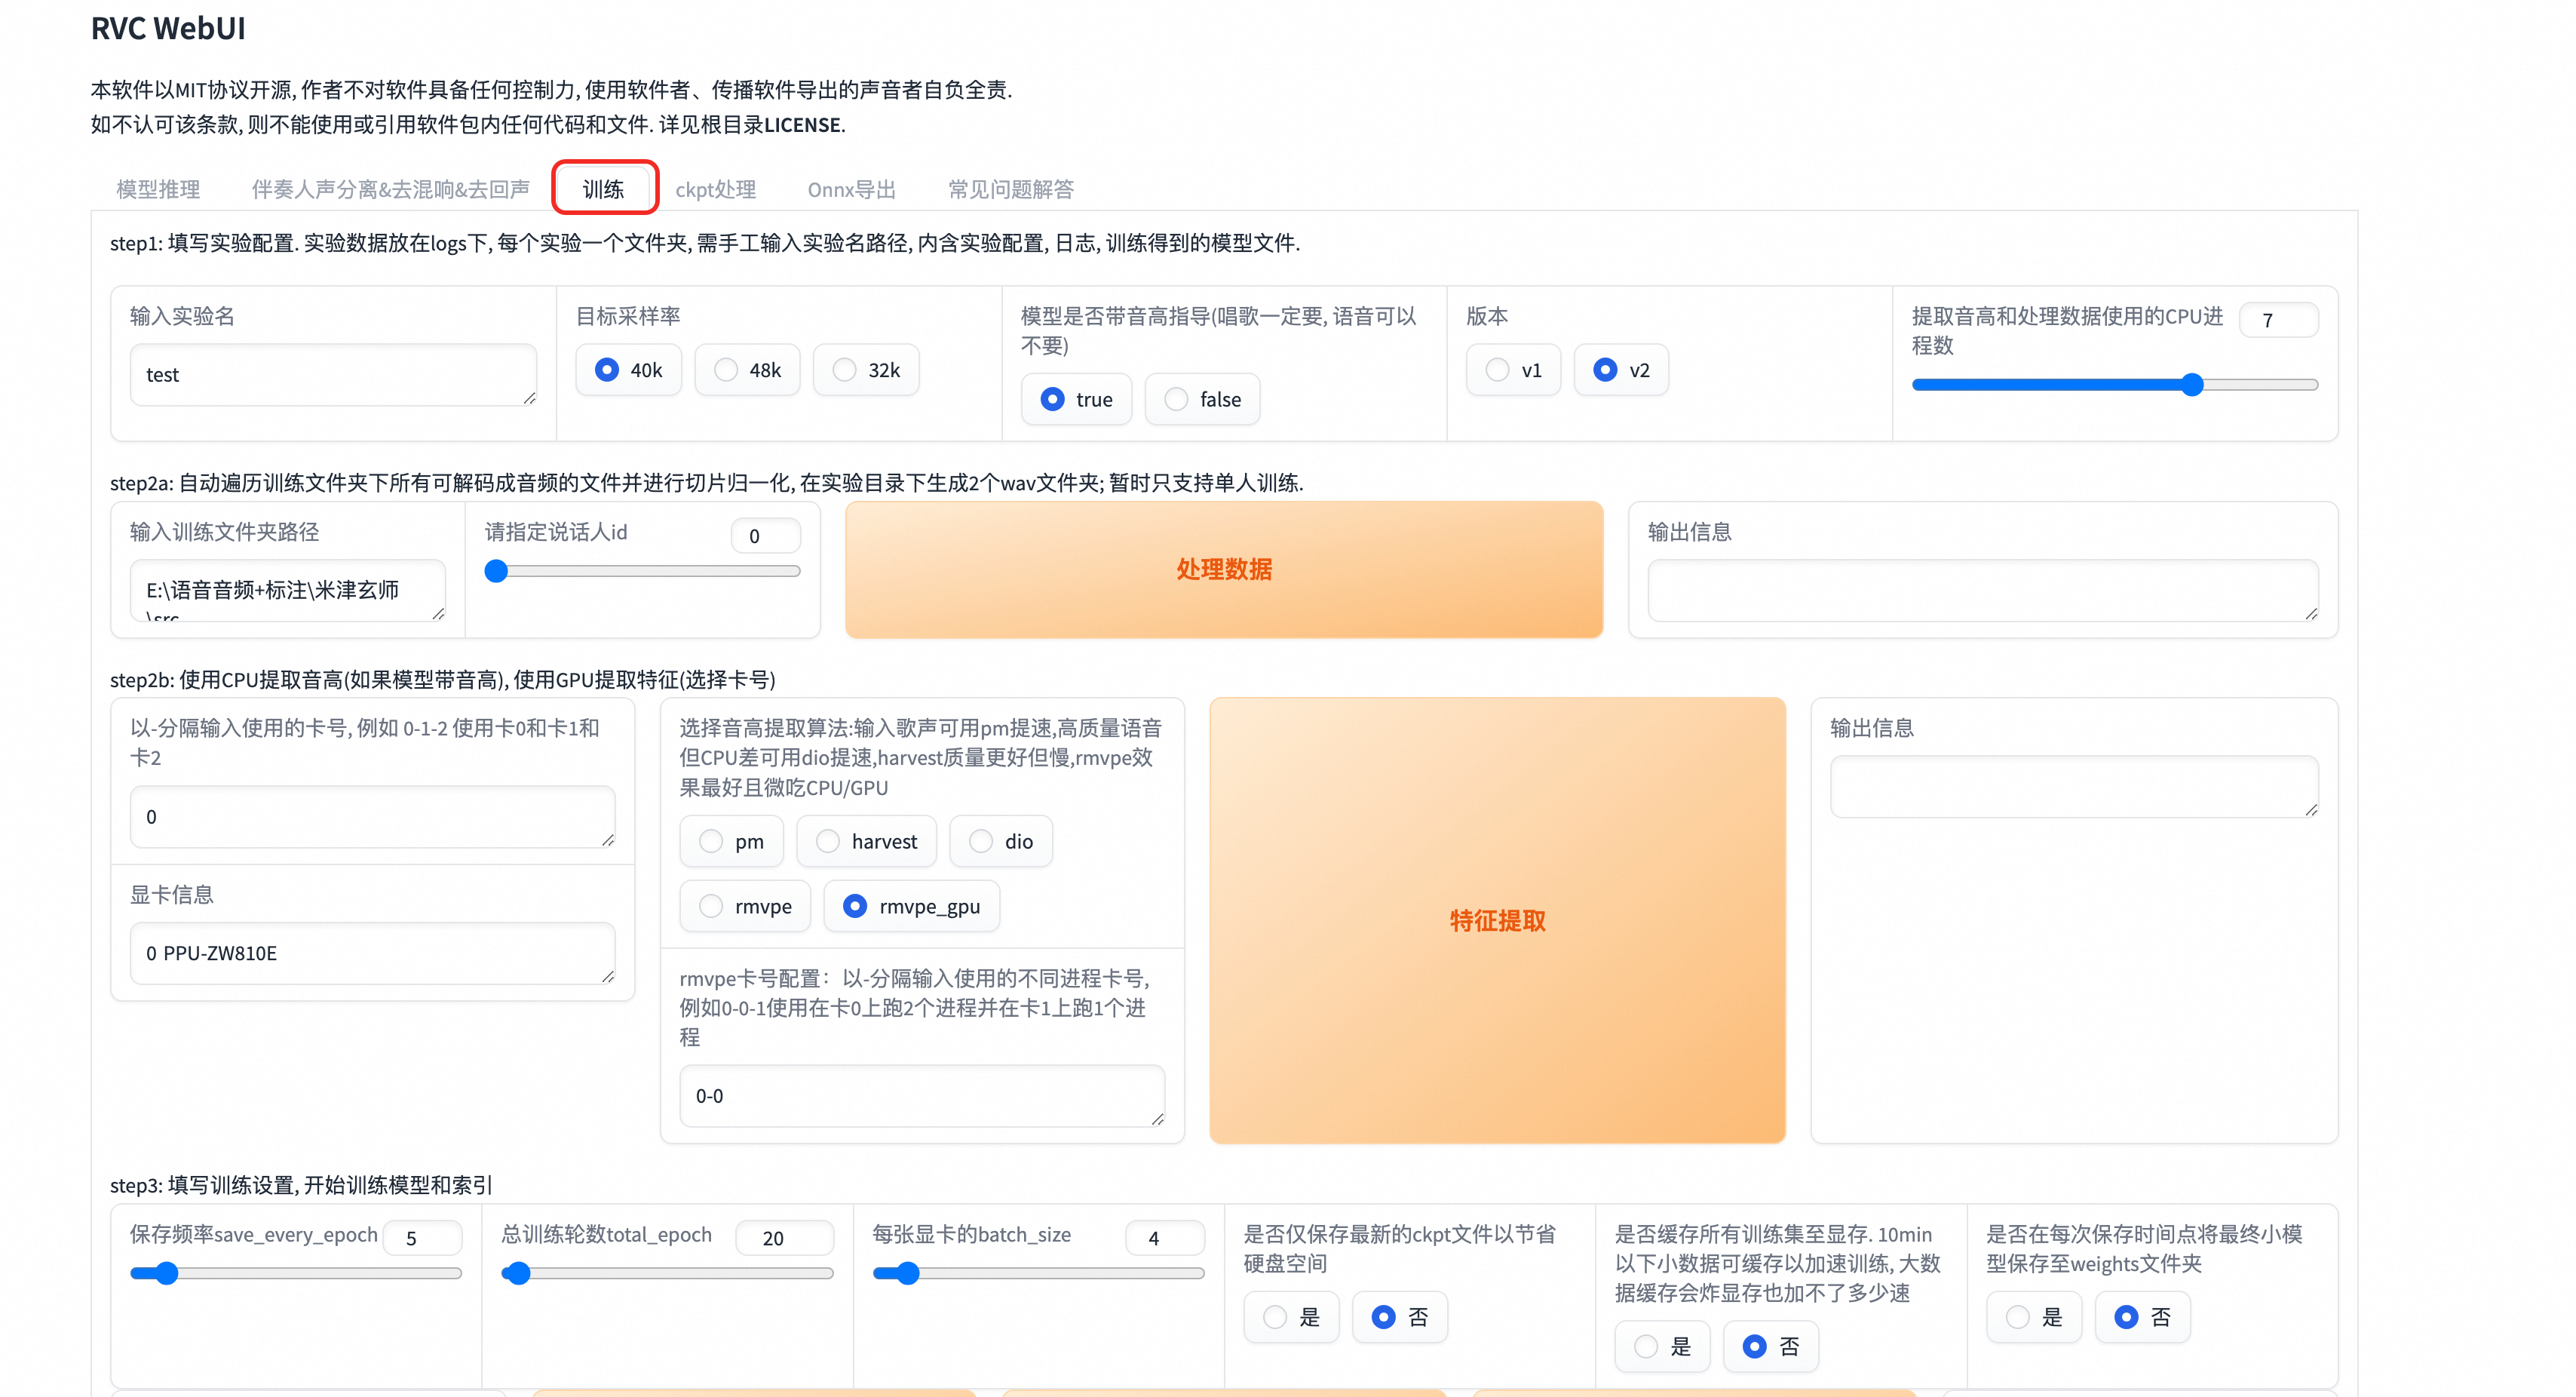 RVC WebUI
本软件以MIT协议开源, 作者不对软件具备任何控制力, 使用软件者、传播软件导出的声音者自负全责.
如不认可该条款, 则不能使用或引用软件包内任何代码和文件. 详见根目录LICENSE.
模型推理 伴奏人声分离&去混响&去回声 训练 ckpt处理 Onnx导出 常见问题解答
step1: 填写实验配置. 实验数据放在logs下, 每个实验一个文件夹, 需手工输入实验名路径, 内含实验配置, 日志, 训练得到的模型文件.
输入实验名
test
目标采样率
40k 48k 32k
模型是否带音高指导(唱歌一定要, 语音可以
不要)
true false
版本
v1 v2
提取音高和处理数据使用的CPU进
程数
7
step2a: 自动遍历训练文件夹下所有可解码成音频的文件并进行切片归一化, 在实验目录下生成2个wav文件夹; 暂时只支持单人训练.
输入训练文件夹路径
E:\语音音频+标注\米津玄师
\src
请指定说话人id
0
处理数据
输出信息
step2b: 使用CPU提取音高(如果模型带音高), 使用GPU提取特征(选择卡号)
以-分隔输入使用的卡号, 例如 0-1-2 使用卡0和卡1和
卡2
0
显卡信息
0 PPU-ZW810E
选择音高提取算法:输入歌声可用pm提速,高质量语音
但CPU差可用dio提速,harvest质量更好但慢,rmvpe效
果最好且微吃CPU/GPU
pm harvest dio
rmvpe rmvpe_gpu
rmvpe卡号配置：以-分隔输入使用的不同进程卡号,
例如0-0-1使用在卡0上跑2个进程并在卡1上跑1个进
程
0-0
特征提取
输出信息
step3: 填写训练设置, 开始训练模型和索引
保存频率save_every_epoch
5
总训练轮数total_epoch
20
每张显卡的batch_size
4
是否仅保存最新的ckpt文件以节省
硬盘空间
是 否
是否缓存所有训练集至显存. 10min
以下小数据可缓存以加速训练, 大数
据缓存会炸显存也加不了多少速
是 否
是否在每次保存时间点将最终小模
型保存至weights文件夹
是 否